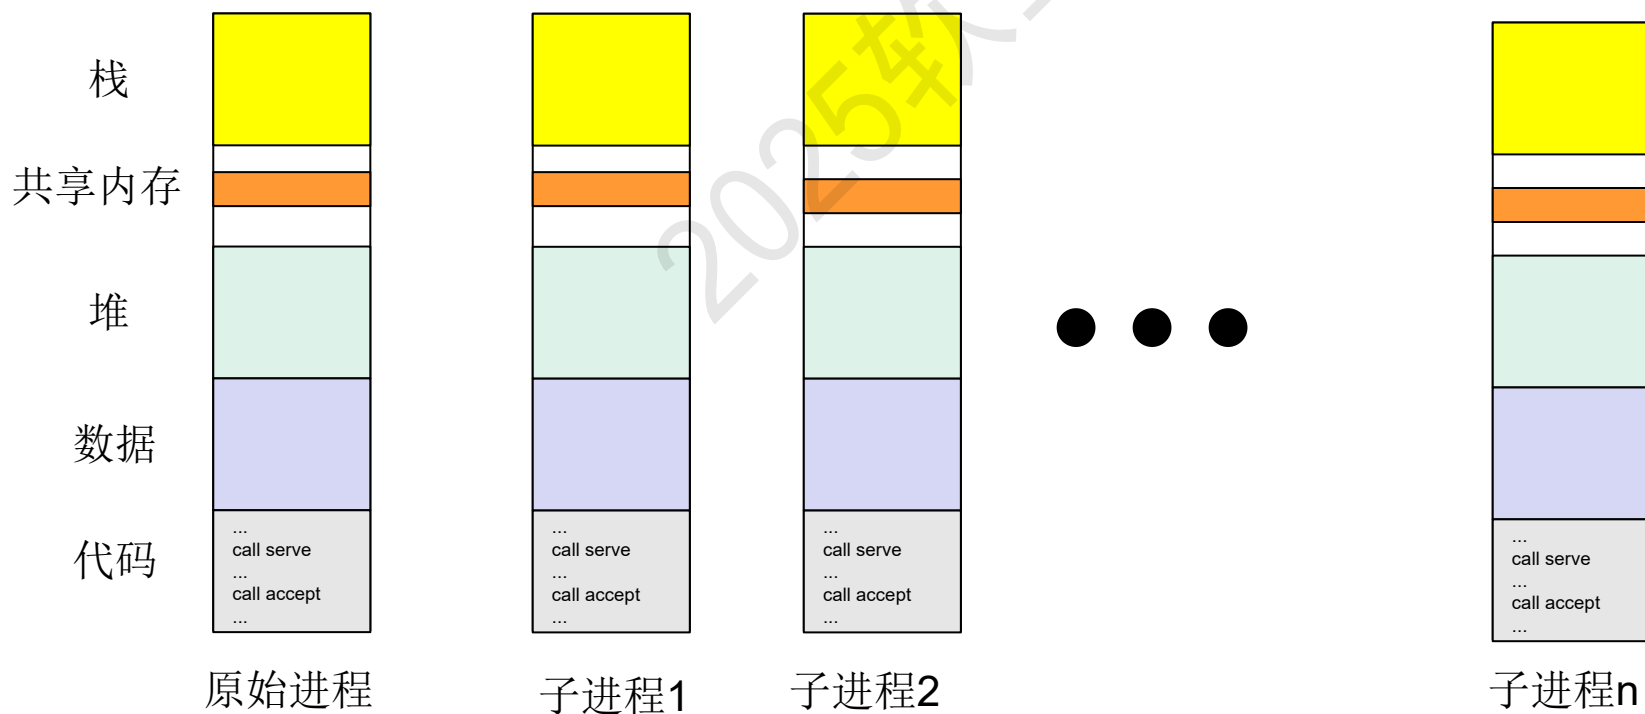 2025软
栈
共享内存
堆
数据
代码
...
call serve
...
call accept
...
...
call serve
...
call accept
...
...
call serve
...
call accept
...
...
call serve
...
call accept
...
原始进程
子进程1
子进程2
子进程n